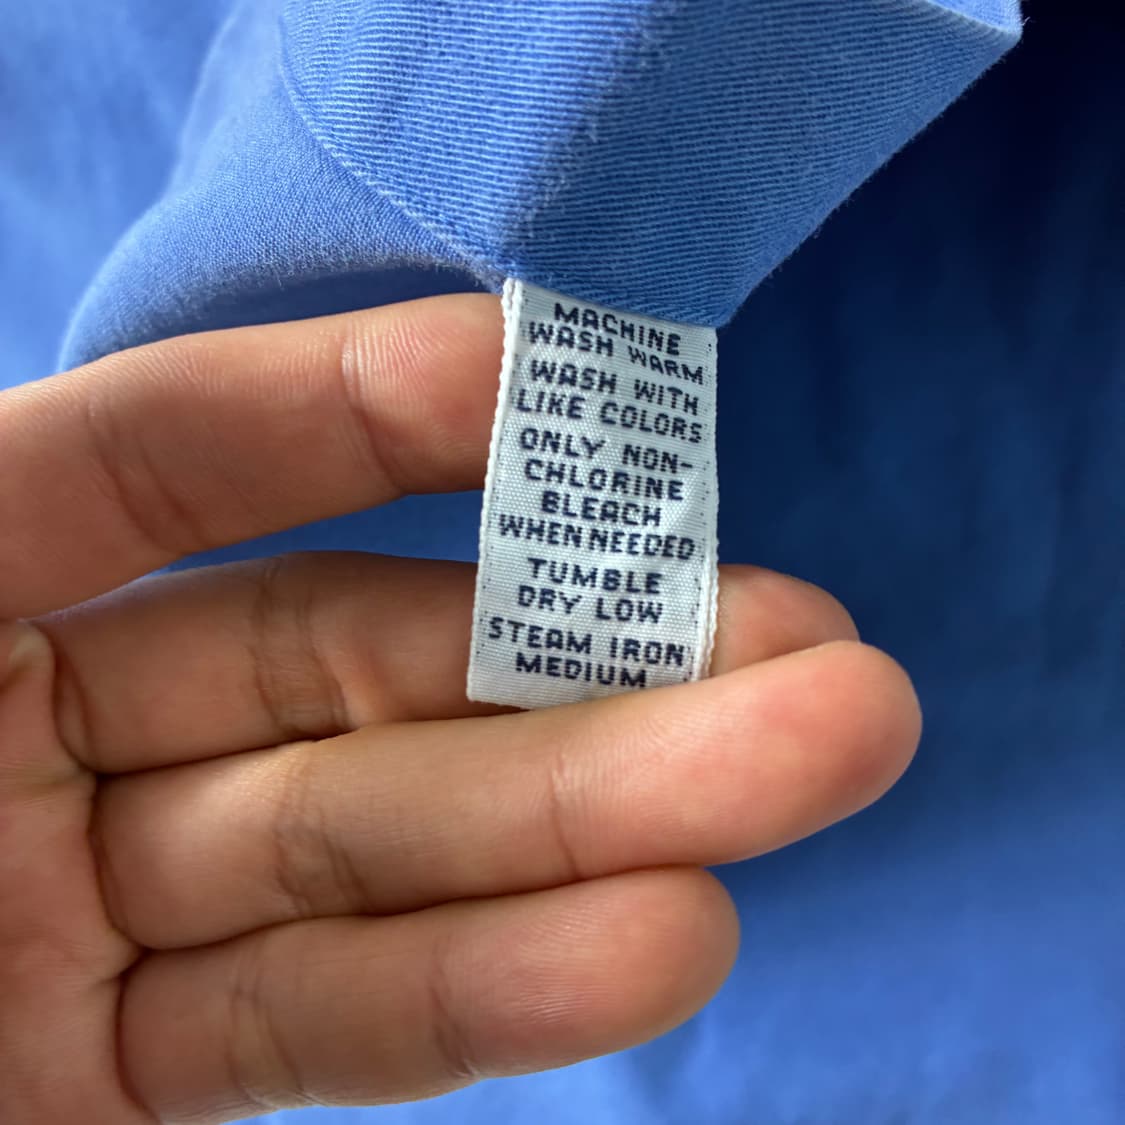 MACHINE
WASH WARM
WASH WITH
LIKE COLORS
ONLY NON-
CHLORINE
BLEACH
WHEN NEEDED
TUMBLE
DRY LOW
STEAM IRON
MEDIUM